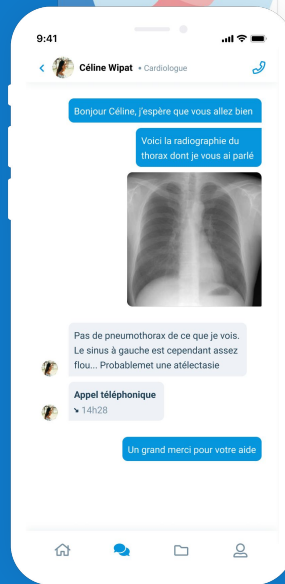 9:41
Céline Wipat • Cardiologue
Bonjour Céline, j'espère que vous allez bien
Voici la radiographie du
thorax dont je vous ai parlé
Pas de pneumothorax de ce que je vois.
Le sinus à gauche est cependant assez
flou... Probablemet une atélectasie
Appel téléphonique
↘ 14h28
Un grand merci pour votre aide